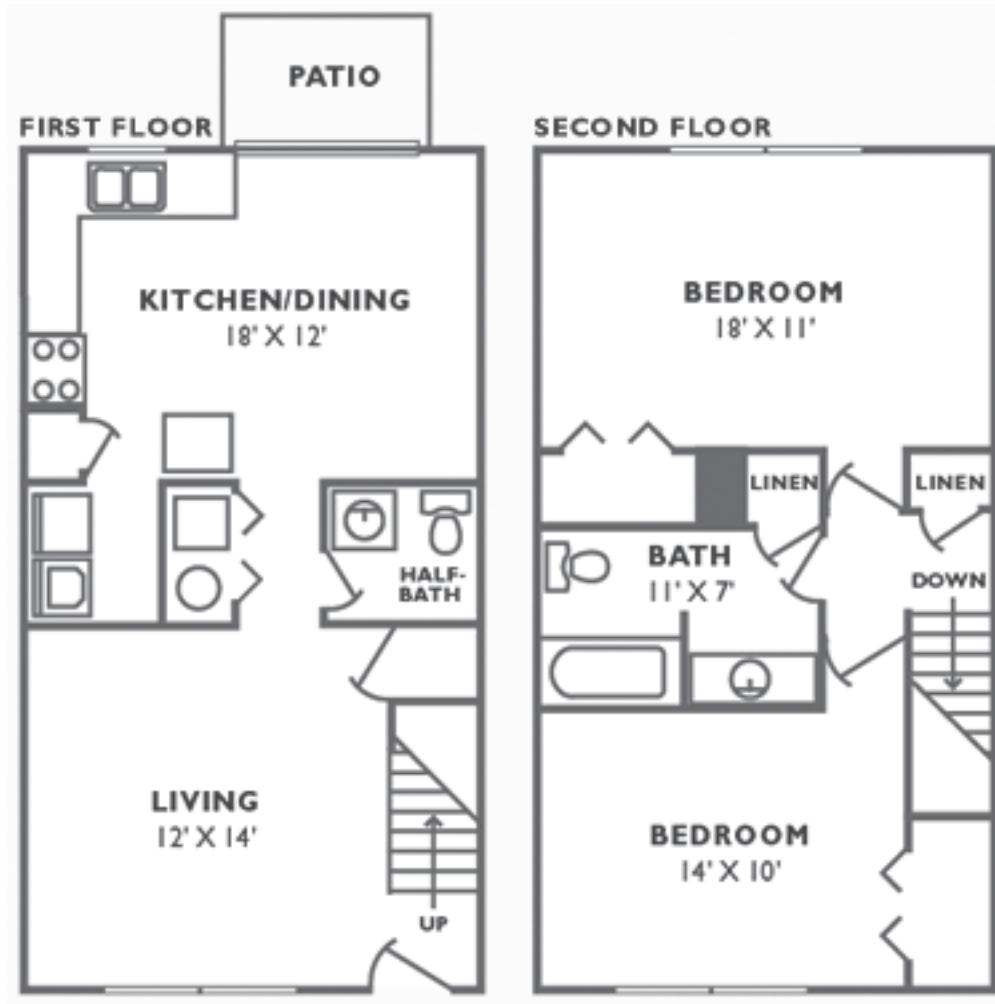 PATIO
FIRST FLOOR
KITCHEN/DINING
18' X 12'
HALF-
BATH
LIVING
12' X 14'
UP
SECOND FLOOR
BEDROOM
18' X 11'
LINEN
LINEN
BATH
11' X 7'
DOWN
BEDROOM
14' X 10'